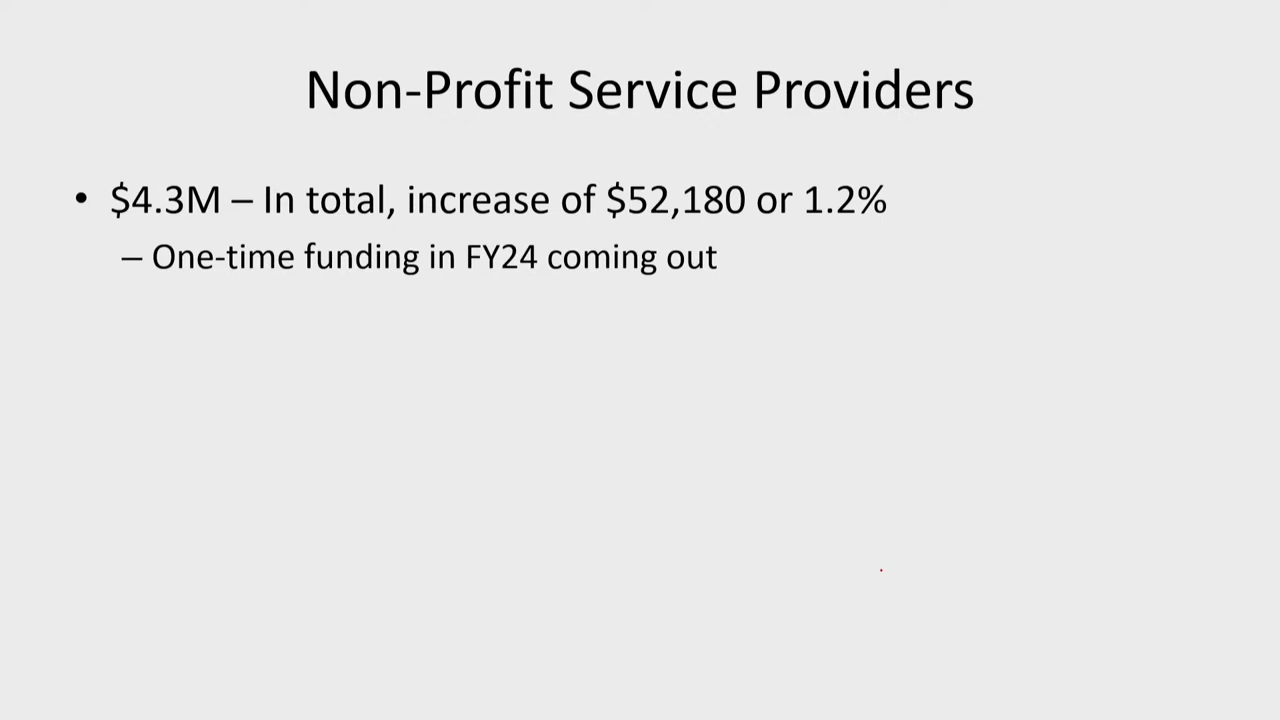 Non-Profit Service Providers
• $4.3M – In total, increase of $52,180 or 1.2%
– One-time funding in FY24 coming out